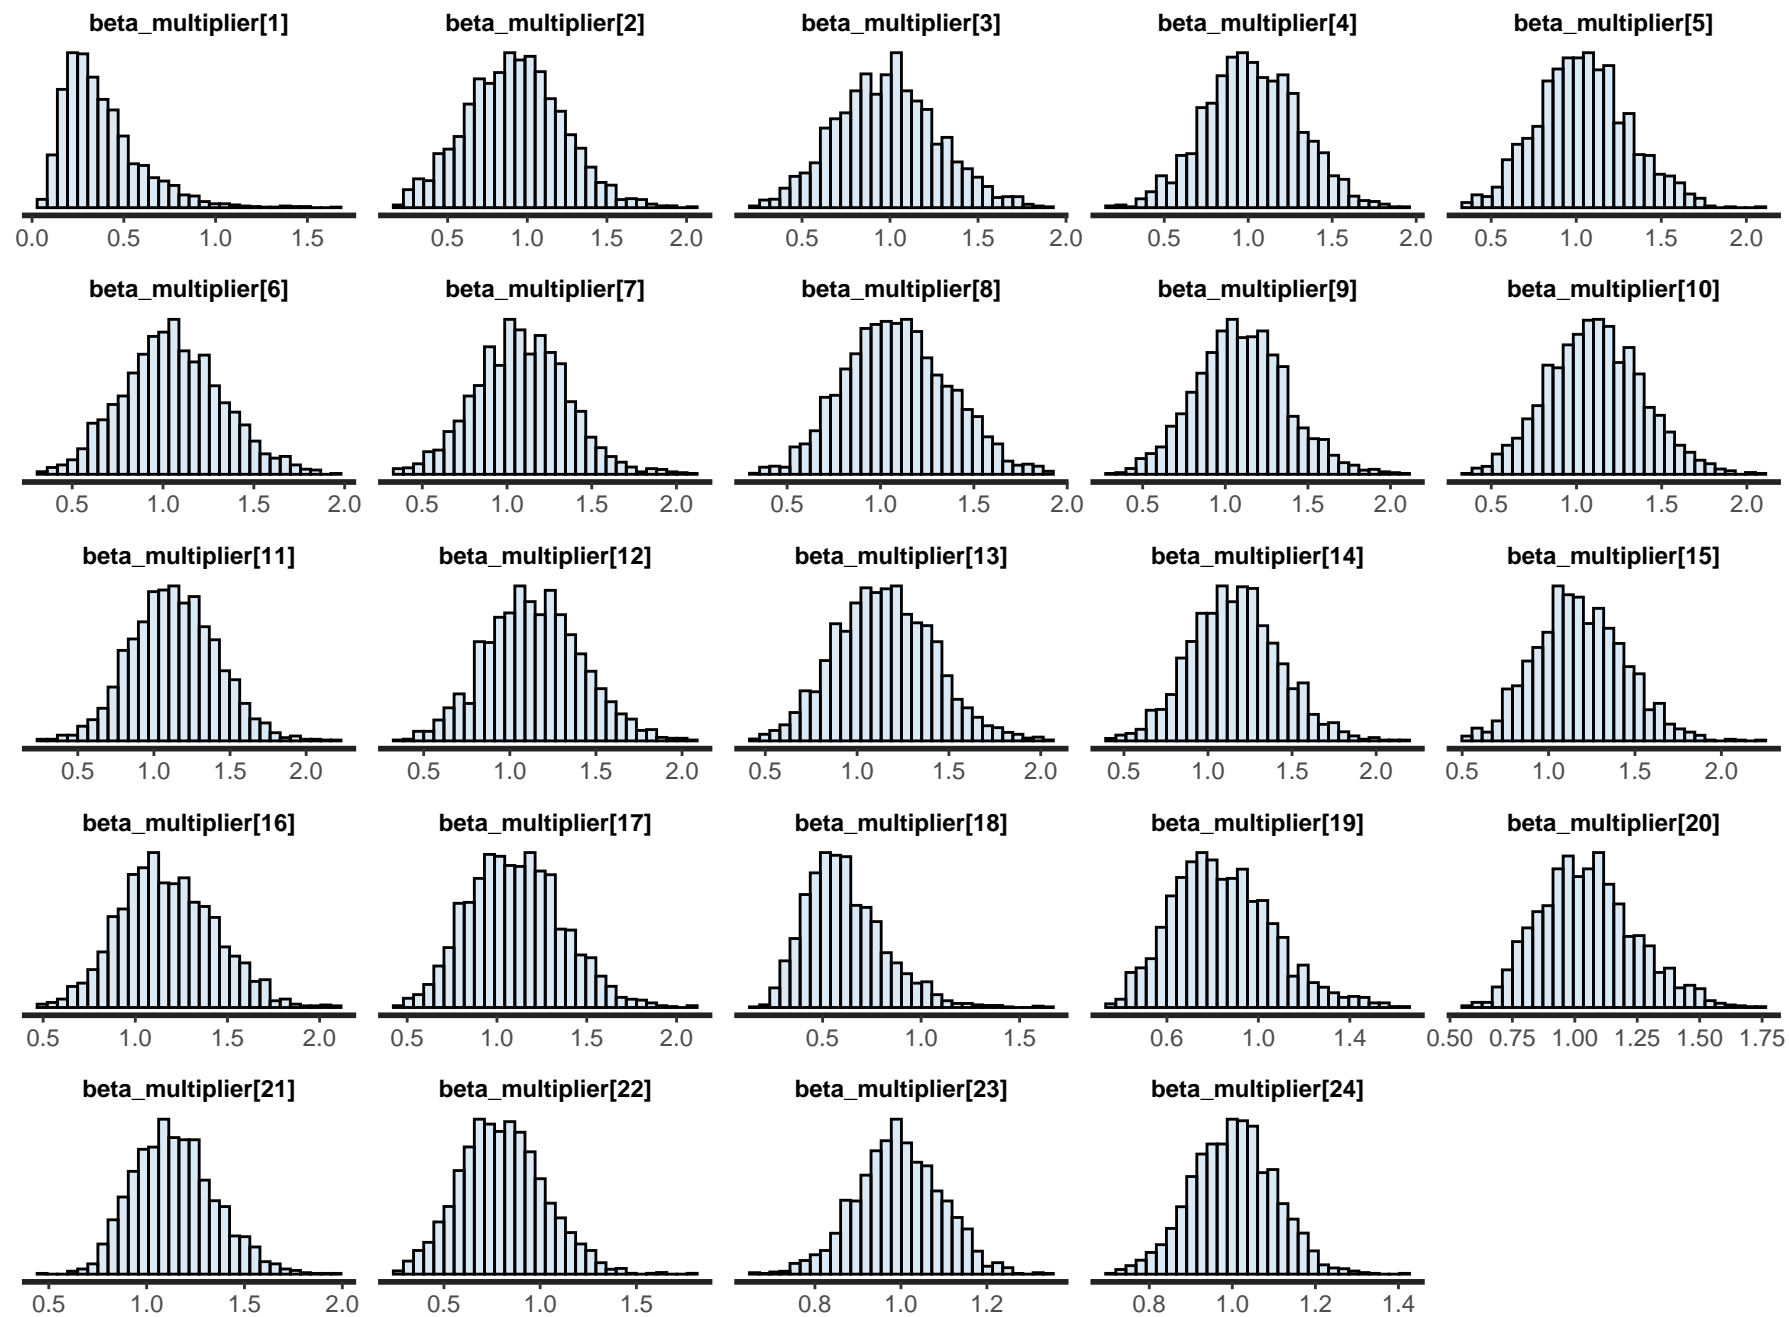 beta_multiplier[1] beta_multiplier[2] beta_multiplier[3] beta_multiplier[4] beta_multiplier[5]
0.0 0.5 1.0 1.5 0.5 1.0 1.5 2.0 0.5 1.0 1.5 2.0 0.5 1.0 1.5 2.0 0.5 1.0 1.5 2.0
beta_multiplier[6] beta_multiplier[7] beta_multiplier[8] beta_multiplier[9] beta_multiplier[10]
0.5 1.0 1.5 2.0 0.5 1.0 1.5 2.0 0.5 1.0 1.5 2.0 0.5 1.0 1.5 2.0 0.5 1.0 1.5 2.0
beta_multiplier[11] beta_multiplier[12] beta_multiplier[13] beta_multiplier[14] beta_multiplier[15]
0.5 1.0 1.5 2.0 0.5 1.0 1.5 2.0 0.5 1.0 1.5 2.0 0.5 1.0 1.5 2.0 0.5 1.0 1.5 2.0
beta_multiplier[16] beta_multiplier[17] beta_multiplier[18] beta_multiplier[19] beta_multiplier[20]
0.5 1.0 1.5 2.0 0.5 1.0 1.5 2.0 0.5 1.0 1.5 0.6 1.0 1.4 0.50 0.75 1.00 1.25 1.50 1.75
beta_multiplier[21] beta_multiplier[22] beta_multiplier[23] beta_multiplier[24]
0.5 1.0 1.5 2.0 0.5 1.0 1.5 0.8 1.0 1.2 0.8 1.0 1.2 1.4